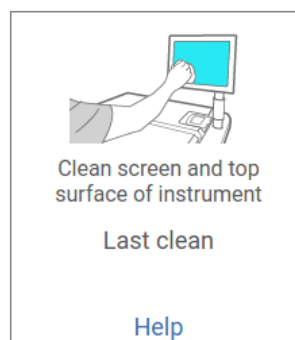 Clean screen and top
surface of instrument
Last clean
Help